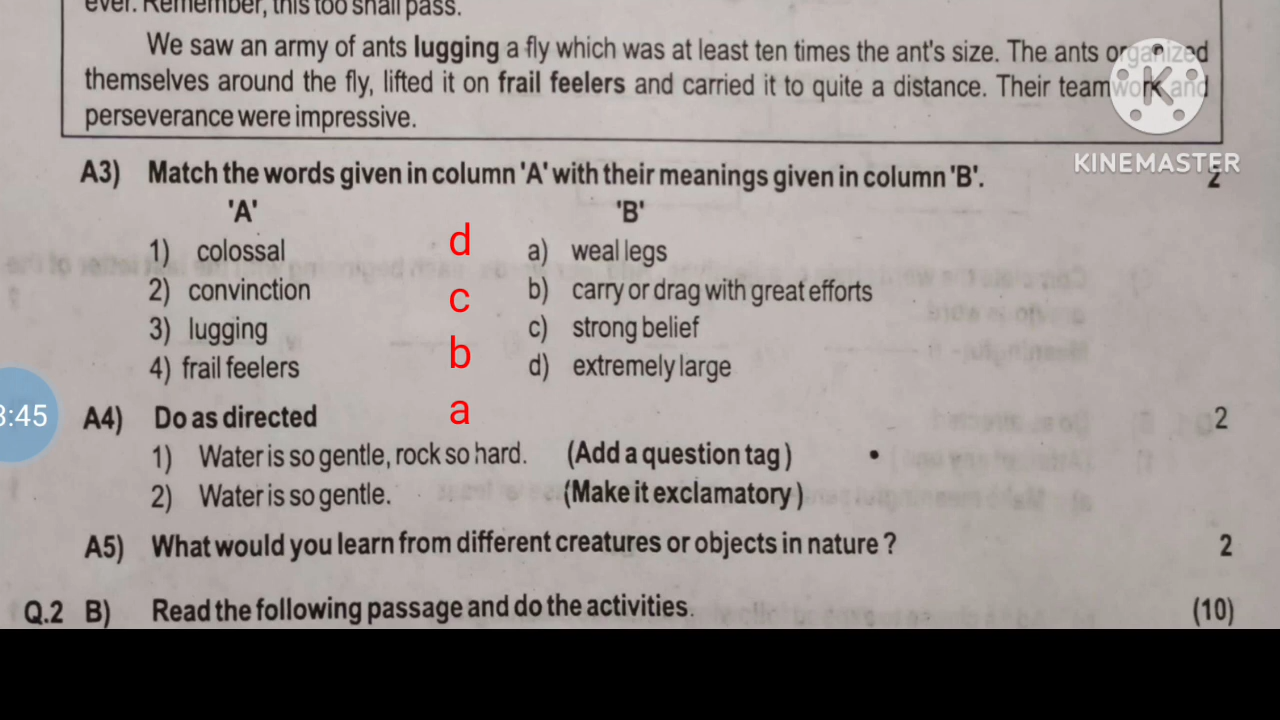 ever. Remember, this too shall pass.
We saw an army of ants lugging a fly which was at least ten times the ant's size. The ants organized
themselves around the fly, lifted it on frail feelers and carried it to quite a distance. Their teamwork and
perseverance were impressive.
KINEMASTER
A3) Match the words given in column 'A' with their meanings given in column 'B'. 2
'A' 'B'
1) colossal d a) weal legs
2) convinction c b) carry or drag with great efforts
3) lugging b c) strong belief
4) frail feelers a d) extremely large
3:45
A4) Do as directed 2
1) Water is so gentle, rock so hard. (Add a question tag)
2) Water is so gentle. (Make it exclamatory)
A5) What would you learn from different creatures or objects in nature ? 2
Q.2 B) Read the following passage and do the activities. (10)